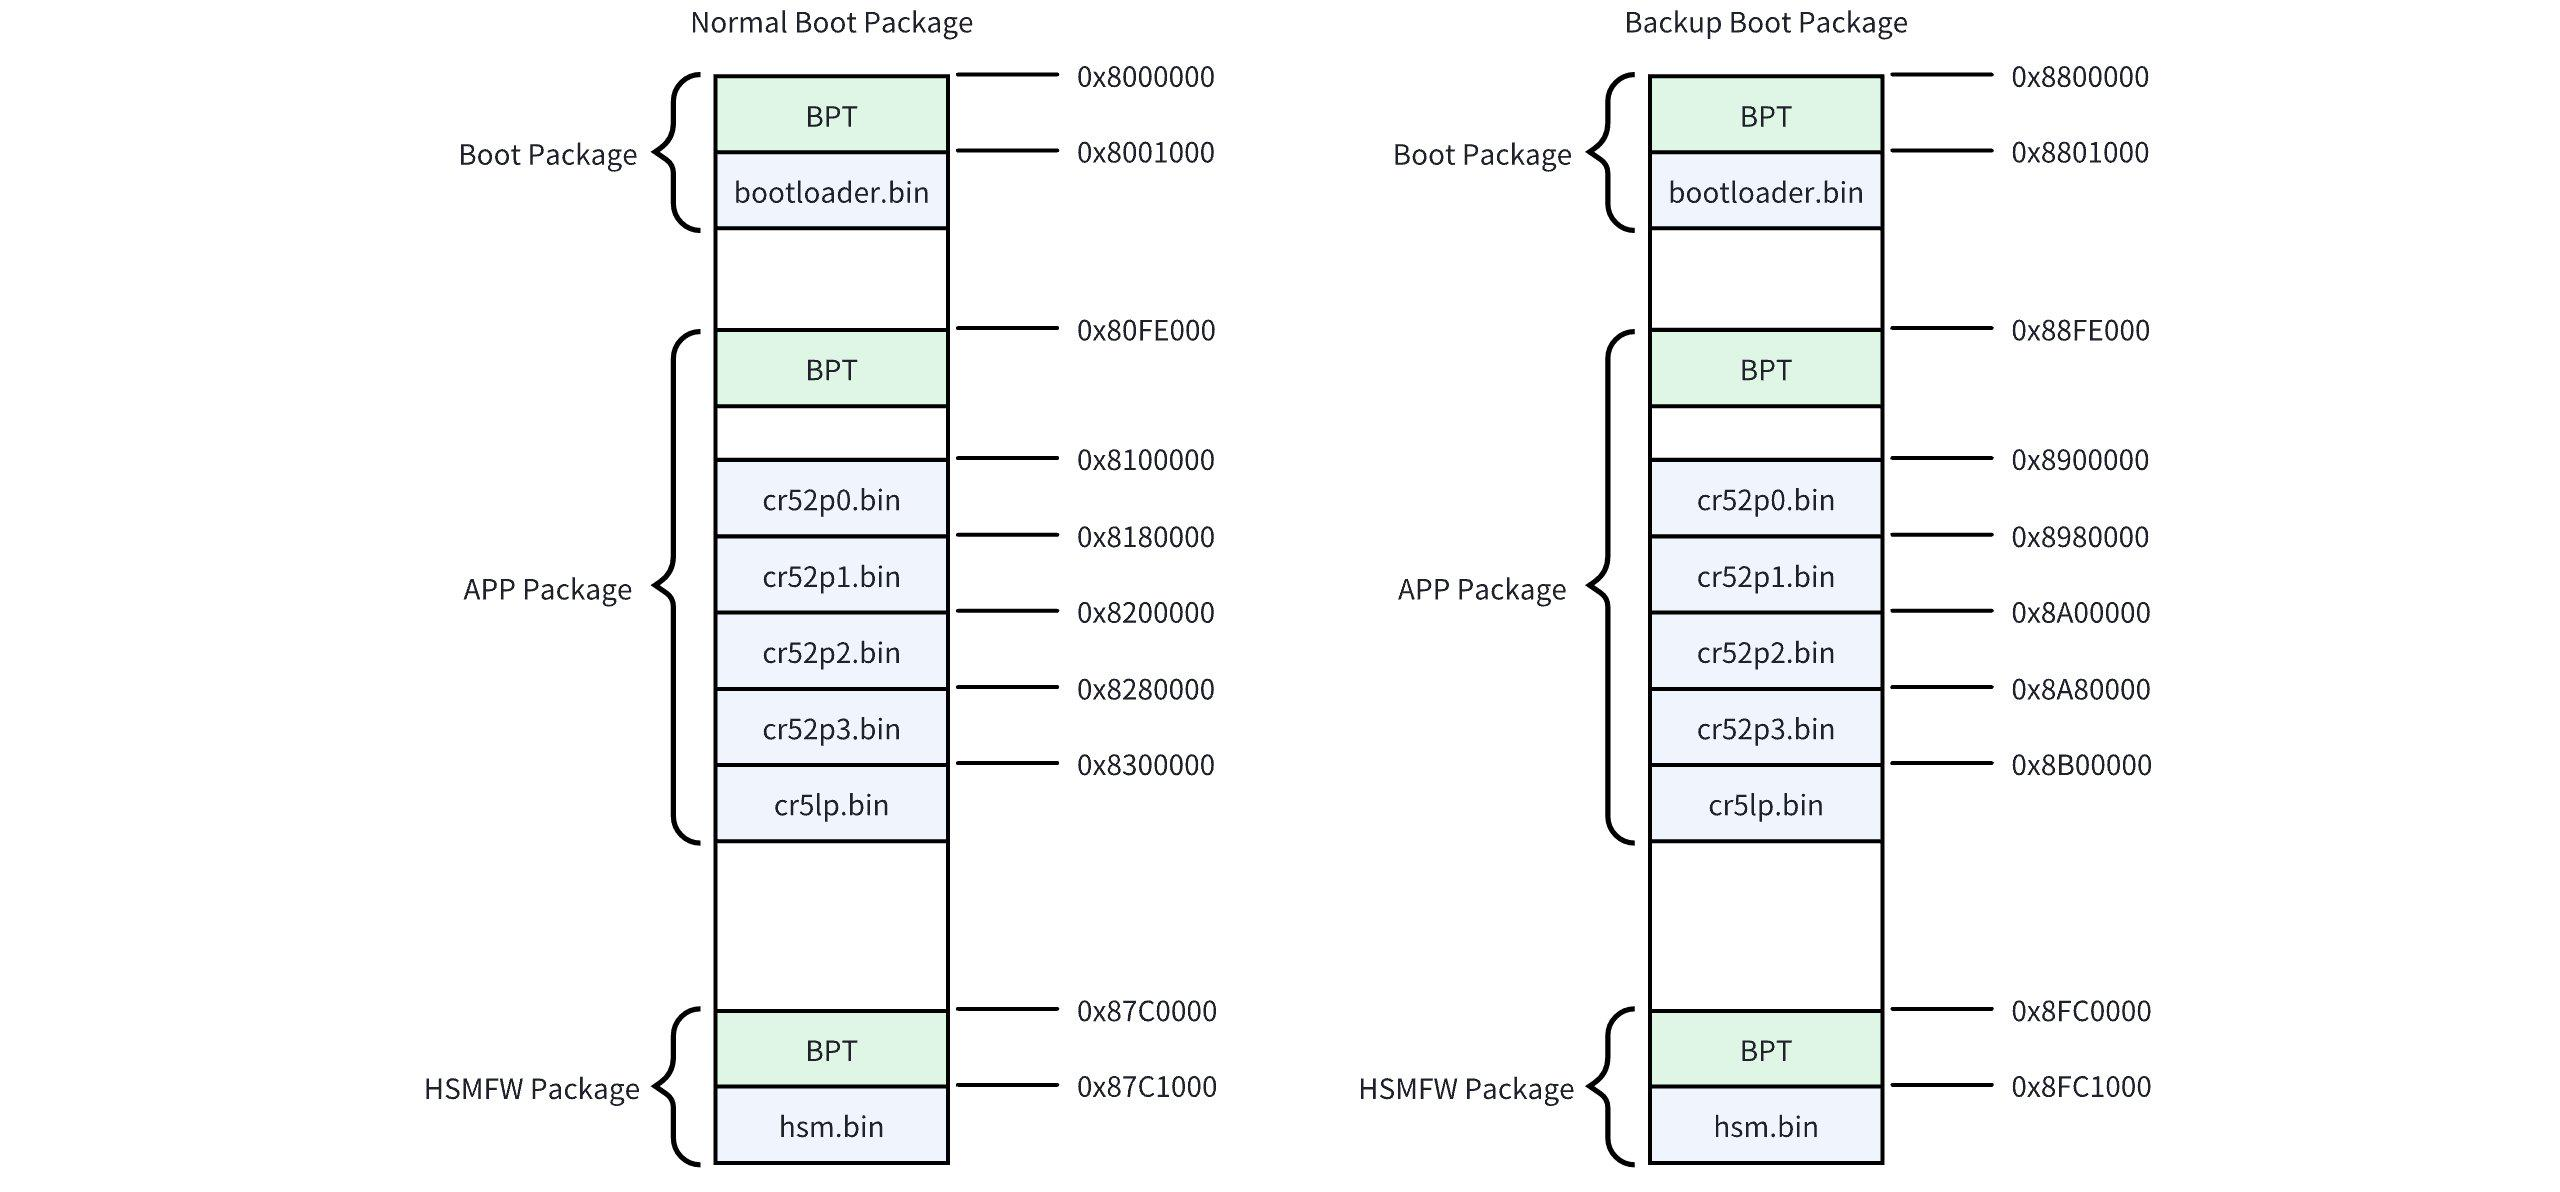 Normal Boot Package
0x8000000
BPT
Boot Package
0x8001000
bootloader.bin
0x80FE000
BPT
0x8100000
cr52p0.bin
0x8180000
cr52p1.bin
APP Package
0x8200000
cr52p2.bin
0x8280000
cr52p3.bin
0x8300000
cr5lp.bin
0x87C0000
BPT
HSMFW Package
0x87C1000
hsm.bin
Backup Boot Package
0x8800000
BPT
Boot Package
0x8801000
bootloader.bin
0x88FE000
BPT
0x8900000
cr52p0.bin
0x8980000
cr52p1.bin
APP Package
0x8A00000
cr52p2.bin
0x8A80000
cr52p3.bin
0x8B00000
cr5lp.bin
0x8FC0000
BPT
HSMFW Package
0x8FC1000
hsm.bin